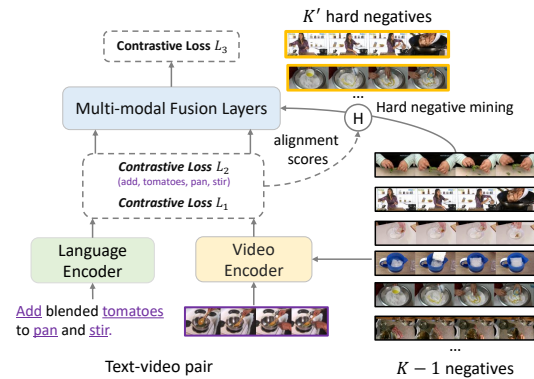 K′ hard negatives
Contrastive Loss L3
...
Multi-modal Fusion Layers
H
Hard negative mining
alignment
scores
Contrastive Loss L2
(add, tomatoes, pan, stir)
Contrastive Loss L1
Language
Encoder
Video
Encoder
Add blended tomatoes
to pan and stir.
...
Text-video pair
K − 1 negatives